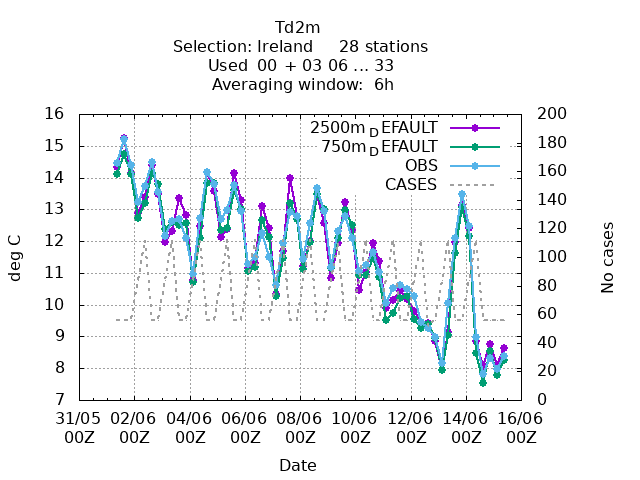 Td2m
Selection: Ireland 28 stations
Used 00 + 03 06 ... 33
Averaging window: 6h
2500m_DEFAULT
750m_DEFAULT
OBS
CASES
deg C
16
15
14
13
12
11
10
9
8
7
No cases
200
180
160
140
120
100
80
60
40
20
0
31/05 02/06 04/06 06/06 08/06 10/06 12/06 14/06 16/06
00Z 00Z 00Z 00Z 00Z 00Z 00Z 00Z 00Z
Date